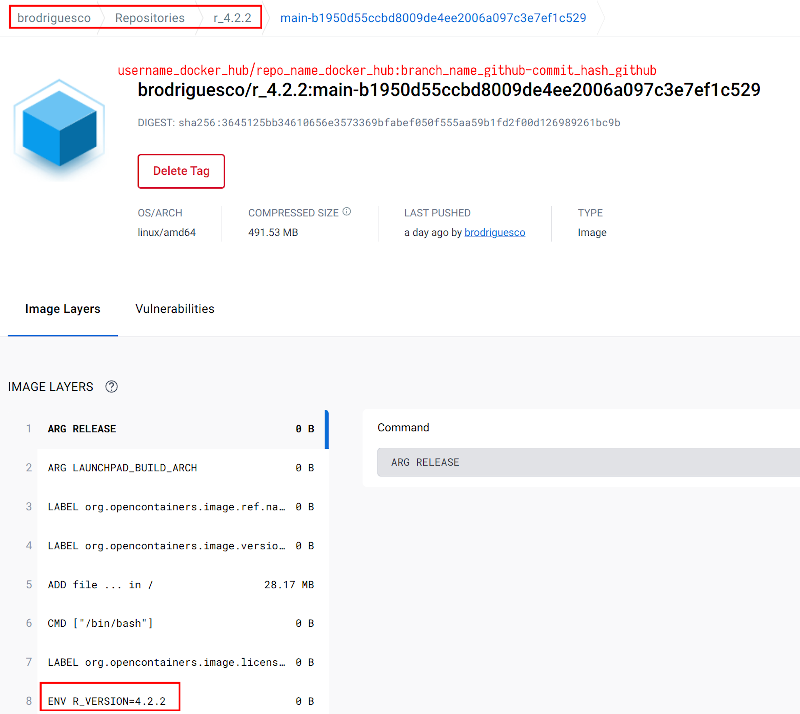 brodriguesco Repositories r_4.2.2 main-b1950d55ccbd8009de4ee2006a097c3e7ef1c529
username_docker_hub/repo_name_docker_hub:branch_name_github-commit_hash_github
brodriguesco/r_4.2.2:main-b1950d55ccbd8009de4ee2006a097c3e7ef1c529
DIGEST: sha256:3645125bb34610656e3573369bfabef050f555aa59b1fd2f00d126989261bc9b
Delete Tag
OS/ARCH COMPRESSED SIZE LAST PUSHED TYPE
linux/amd64 491.53 MB a day ago by brodriguesco Image
Image Layers Vulnerabilities
IMAGE LAYERS
Command
1 ARG RELEASE 0 B
ARG RELEASE
2 ARG LAUNCHPAD_BUILD_ARCH 0 B
3 LABEL org.opencontainers.image.ref.na… 0 B
4 LABEL org.opencontainers.image.versio… 0 B
5 ADD file ... in / 28.17 MB
6 CMD ["/bin/bash"] 0 B
7 LABEL org.opencontainers.image.licens… 0 B
8 ENV R_VERSION=4.2.2 0 B